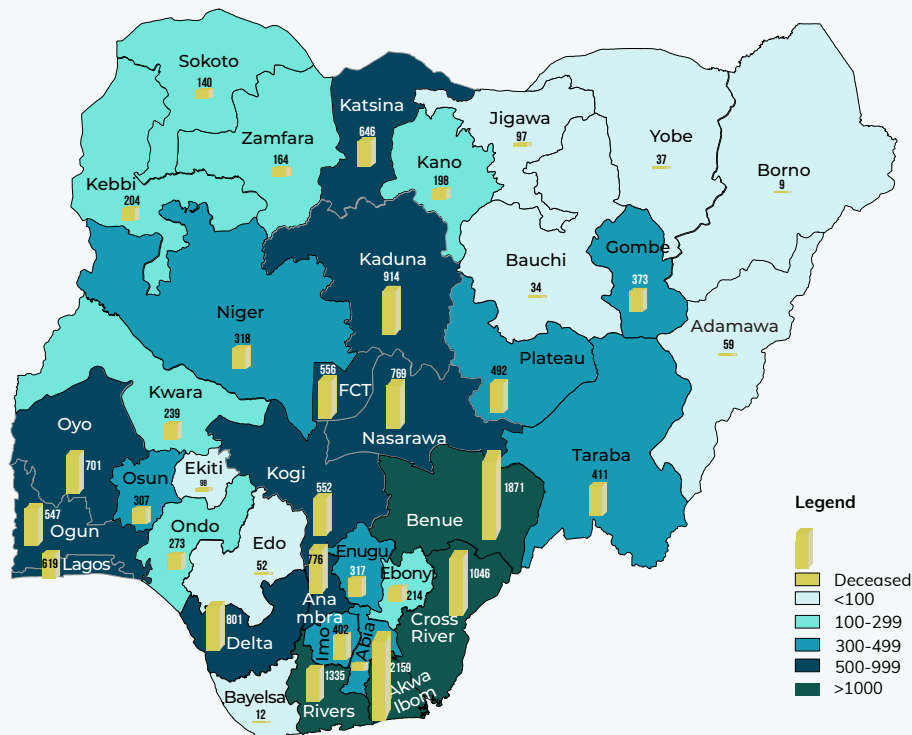 Sokoto
140
Katsina
646
Zamfara
164
Kebbi
204
Kano
198
Jigawa
97
Yobe
37
Borno
9
Kaduna
914
Bauchi
34
Gombe
373
Adamawa
59
Niger
318
Plateau
492
FCT
556
Nasarawa
769
Kwara
239
Oyo
701
Taraba
411
Kogi
552
Ekiti
98
Osun
307
Benue
1871
Ogun
547
Ondo
273
Edo
52
Enugu
317
Ebony
214
Lagos
619
Ana
mbra
776
Cross
River
1046
Delta
801
Imo
402
Abia
Akwa
Ibom
2159
Rivers
1335
Bayelsa
12
Legend
Deceased
<100
100-299
300-499
500-999
>1000